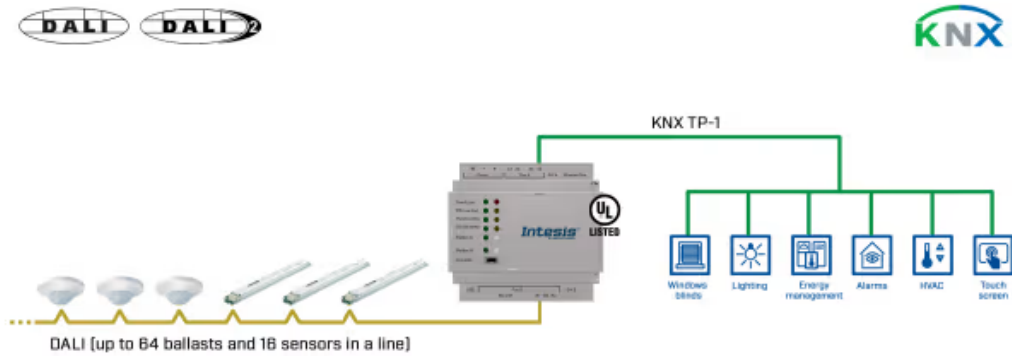 DALI
DALI 2
KNX
KNX TP-1
Intesis
UL
LISTED
Windows
blinds
Lighting
Energy
management
Alarms
HVAC
Touch
screen
DALI (up to 64 ballasts and 16 sensors in a line)